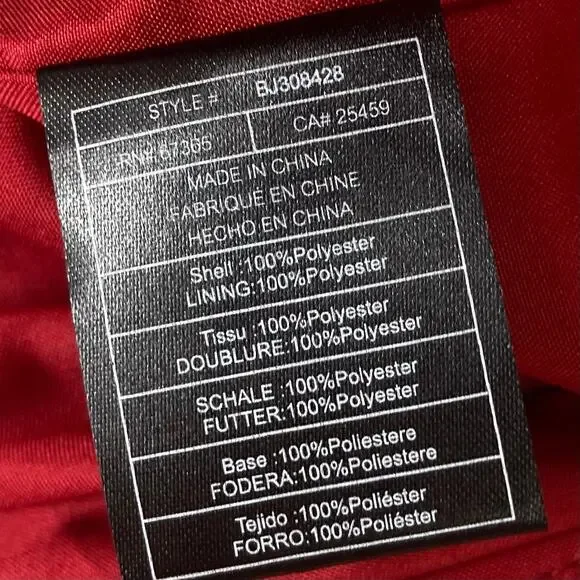 STYLE # BJ308428
RN# 67365 CA# 25459
MADE IN CHINA
FABRIQUÉ EN CHINE
HECHO EN CHINA
Shell :100%Polyester
LINING:100%Polyester
Tissu :100%Polyester
DOUBLURE:100%Polyester
SCHALE :100%Polyester
FUTTER:100%Polyester
Base :100%Poliestere
FODERA:100%Poliestere
Tejido :100%Poliéster
FORRO:100%Poliéster